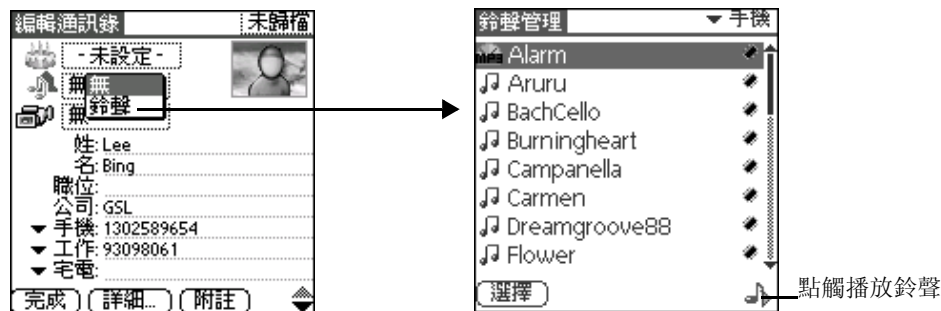 編輯通訊錄 未歸檔
- 未設定 -
無 無
鈴聲
無
姓: Lee
名: Bing
職位:
公司: GSL
手機: 1302589654
工作: 93098061
宅電:
完成 詳細... 附註
鈴聲管理 手機
MP3 Alarm
Aruru
BachCello
Burningheart
Campanella
Carmen
Dreamgroove88
Flower
選擇
點觸播放鈴聲